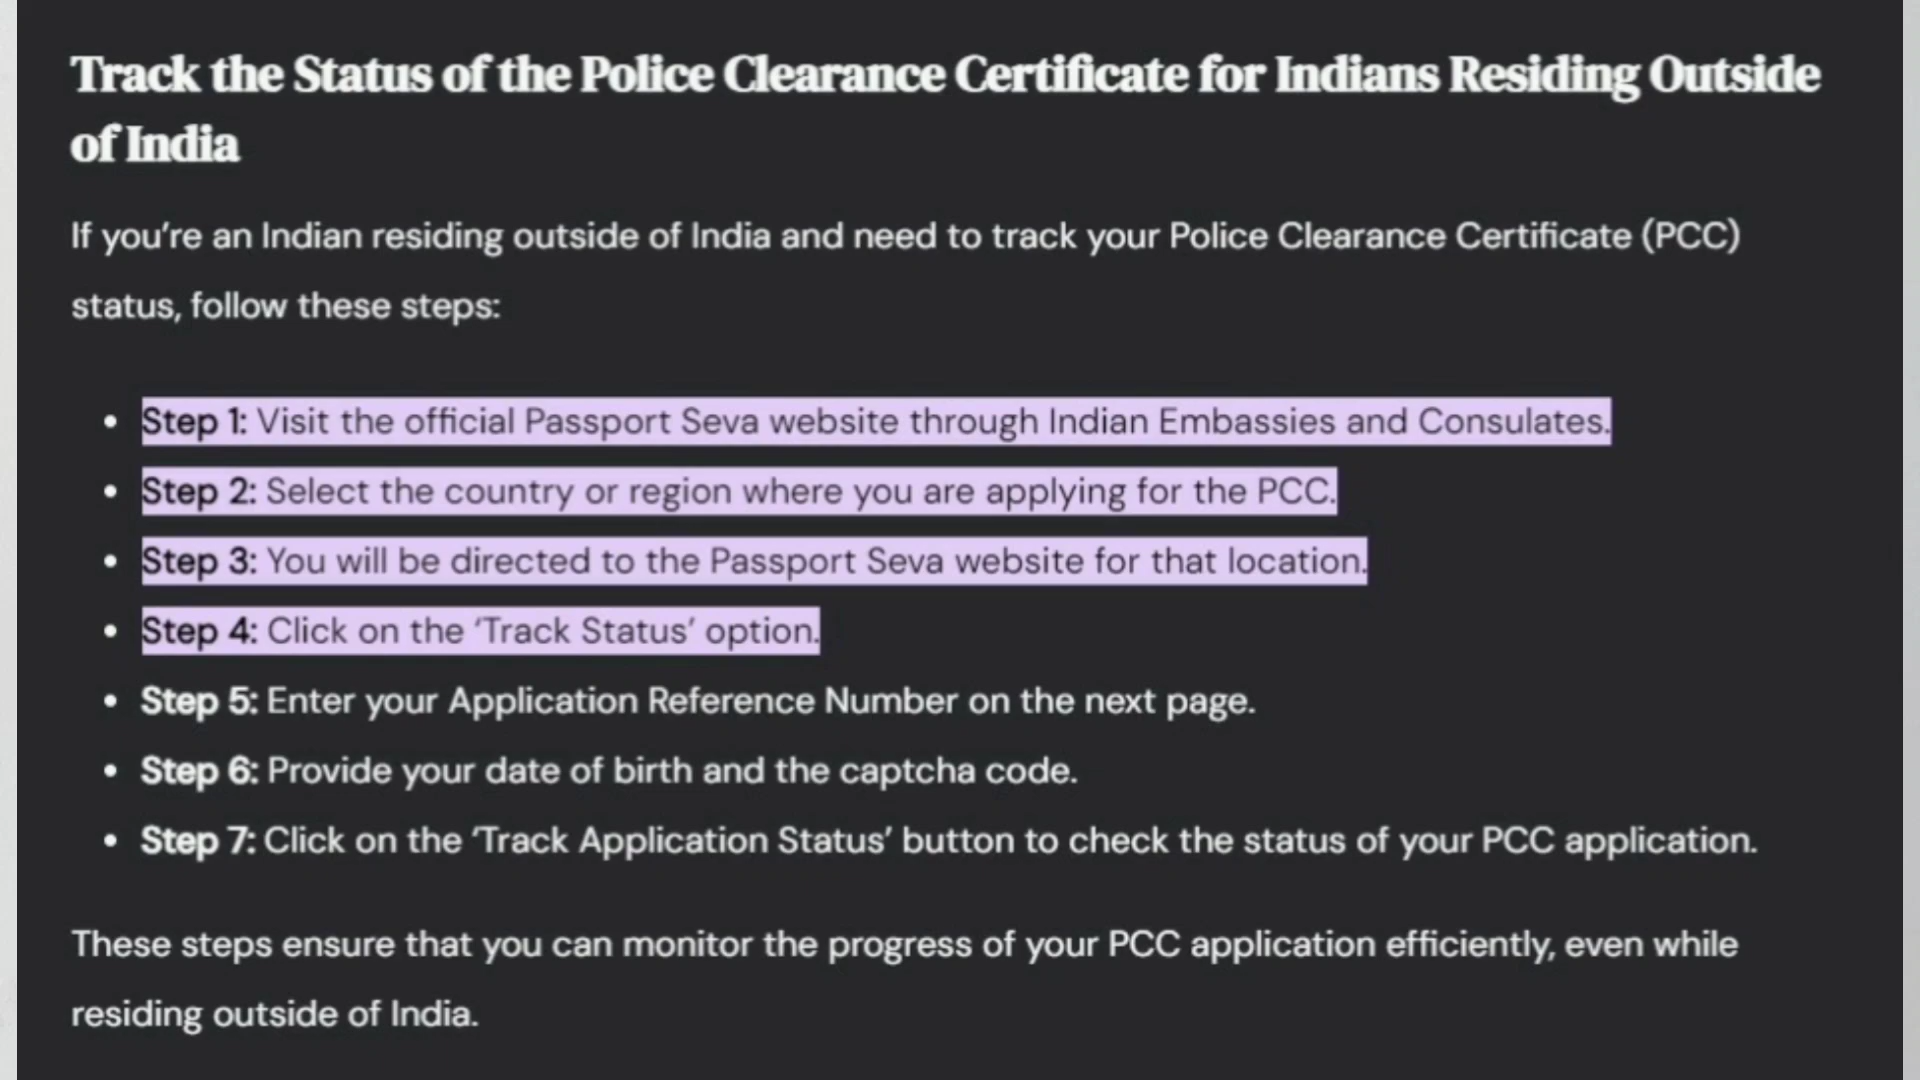 Track the Status of the Police Clearance Certificate for Indians Residing Outside
of India
If you’re an Indian residing outside of India and need to track your Police Clearance Certificate (PCC)
status, follow these steps:
• Step 1: Visit the official Passport Seva website through Indian Embassies and Consulates.
• Step 2: Select the country or region where you are applying for the PCC.
• Step 3: You will be directed to the Passport Seva website for that location.
• Step 4: Click on the ‘Track Status’ option.
• Step 5: Enter your Application Reference Number on the next page.
• Step 6: Provide your date of birth and the captcha code.
• Step 7: Click on the ‘Track Application Status’ button to check the status of your PCC application.
These steps ensure that you can monitor the progress of your PCC application efficiently, even while
residing outside of India.